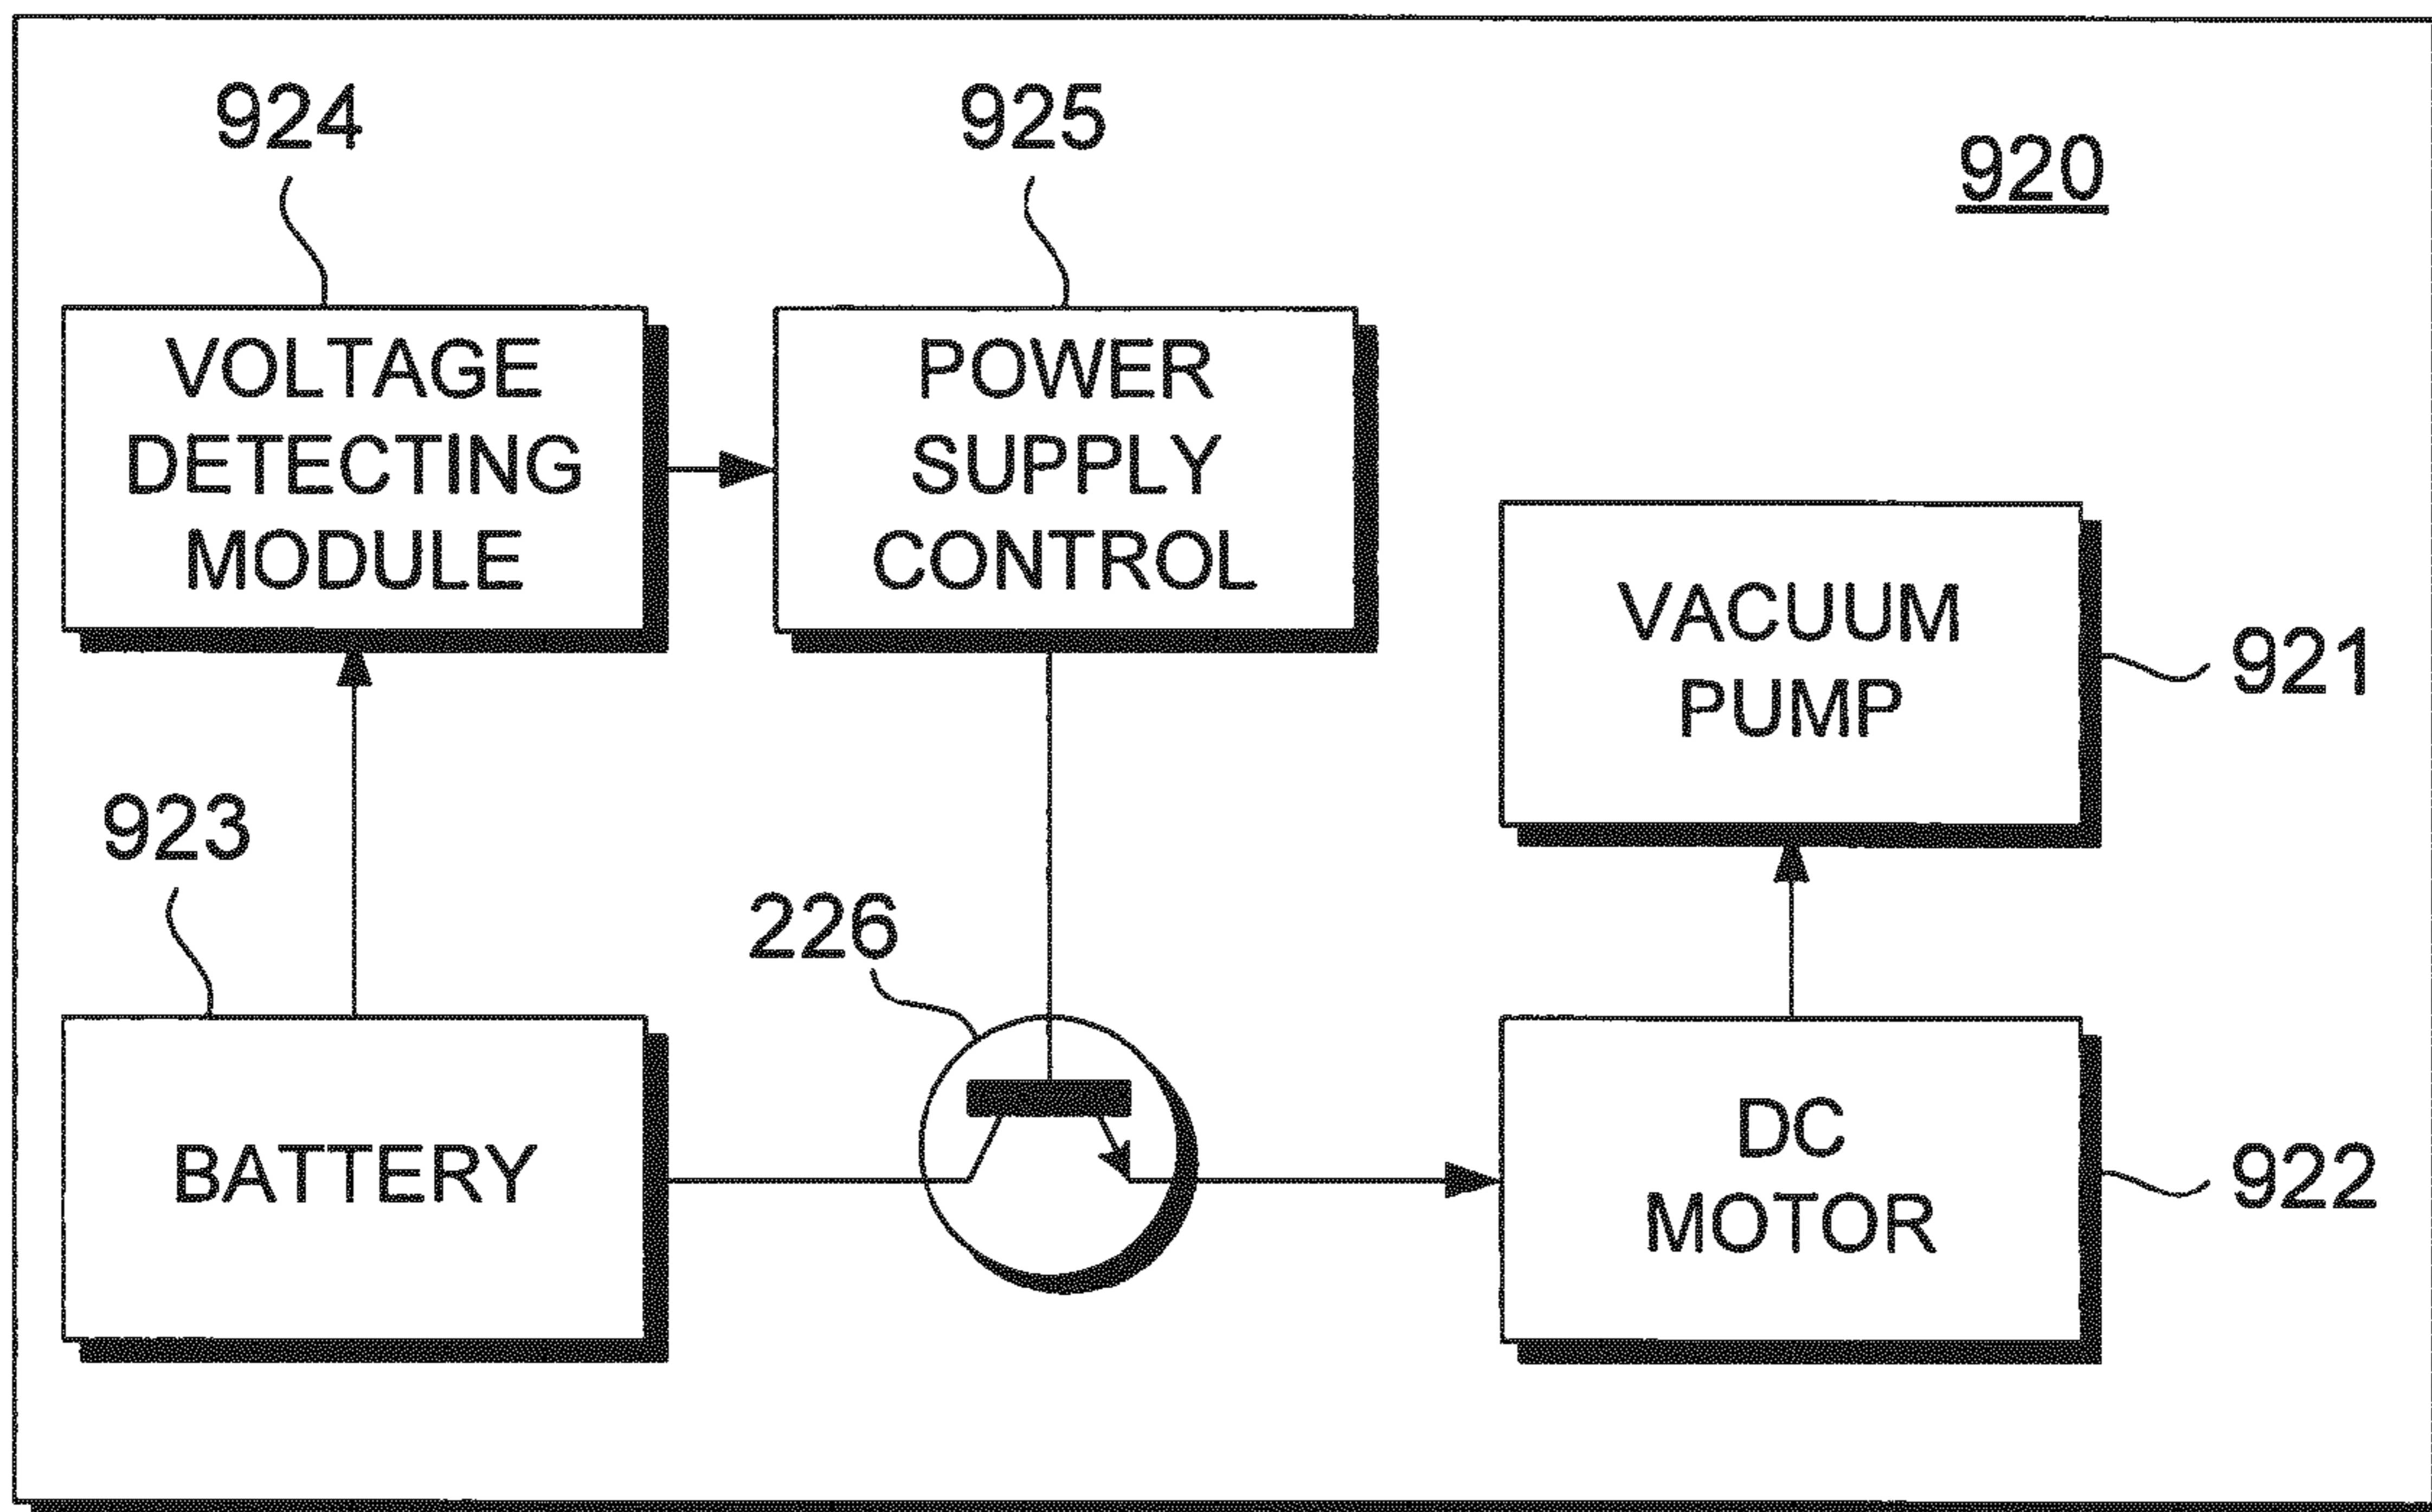 924
925
920
VOLTAGE
DETECTING
MODULE
POWER
SUPPLY
CONTROL
VACUUM
PUMP
921
923
226
BATTERY
DC
MOTOR
922